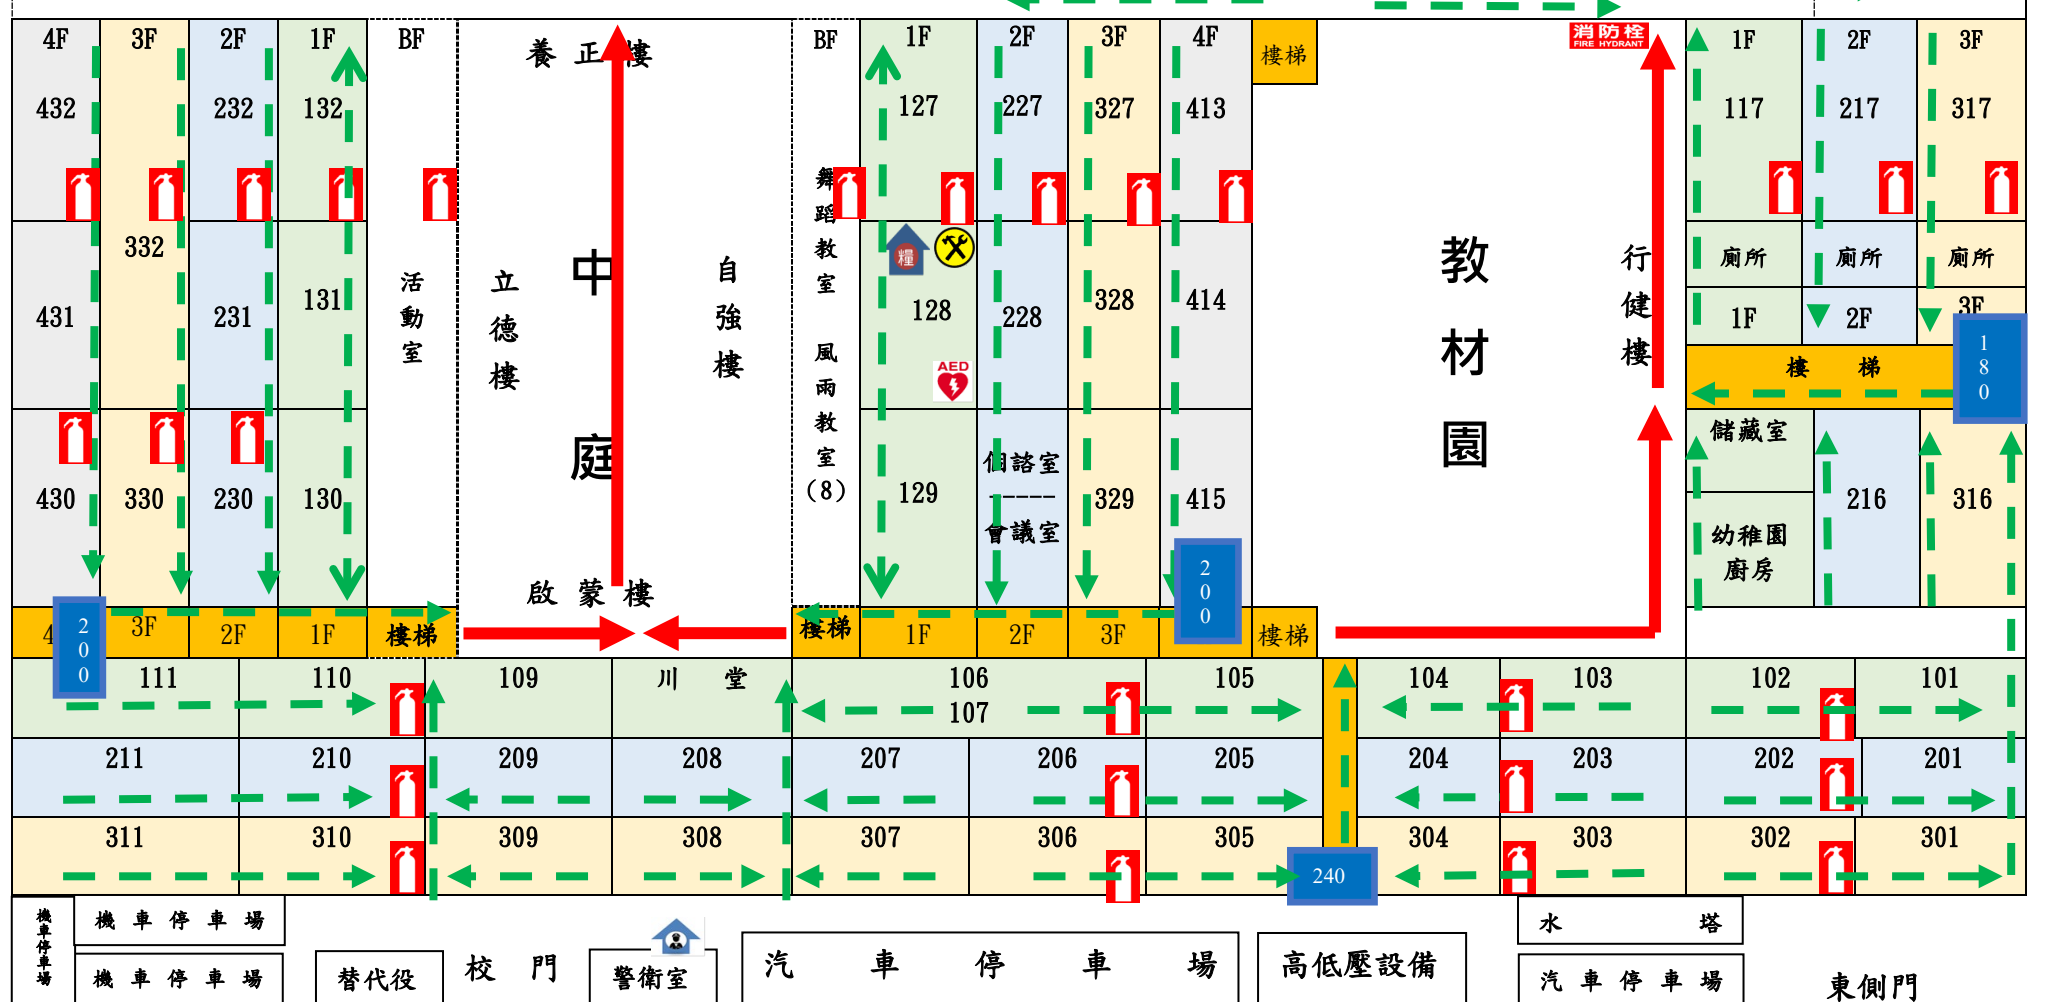 4F 3F 2F 1F BF 養正樓 BF 1F 2F 3F 4F 樓梯 消防栓 1F 2F 3F
FIRE HYDRANT
432 232 132 127 227 327 413 117 217 317
332 糧 廁所 廁所 廁所
431 231 131 128 228 328 414 1F 2F 3F
活動室
立德樓
中庭
自強樓
舞蹈教室 風雨教室(8)
教材園
行健樓
AED
樓梯
180
430 330 230 130 129 個諮室 329 415 儲藏室 216 316
-----
會議室
幼稚園
廚房
啟蒙樓
200
200
4 3F 2F 1F 樓梯 樓梯 1F 2F 3F 樓梯
111 110 109 川堂 106 105 104 103 102 101
107
211 210 209 208 207 206 205 204 203 202 201
311 310 309 308 307 306 305 304 303 302 301
240
機車停車場
機車停車場
機車停車場
替代役
校門
警衛室
汽車停車場
高低壓設備
水塔
汽車停車場
東側門